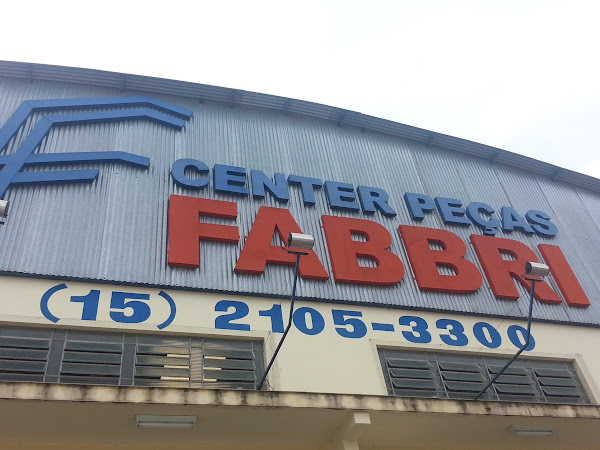 CENTER PEÇAS
FABBRI
(15) 2105-3300